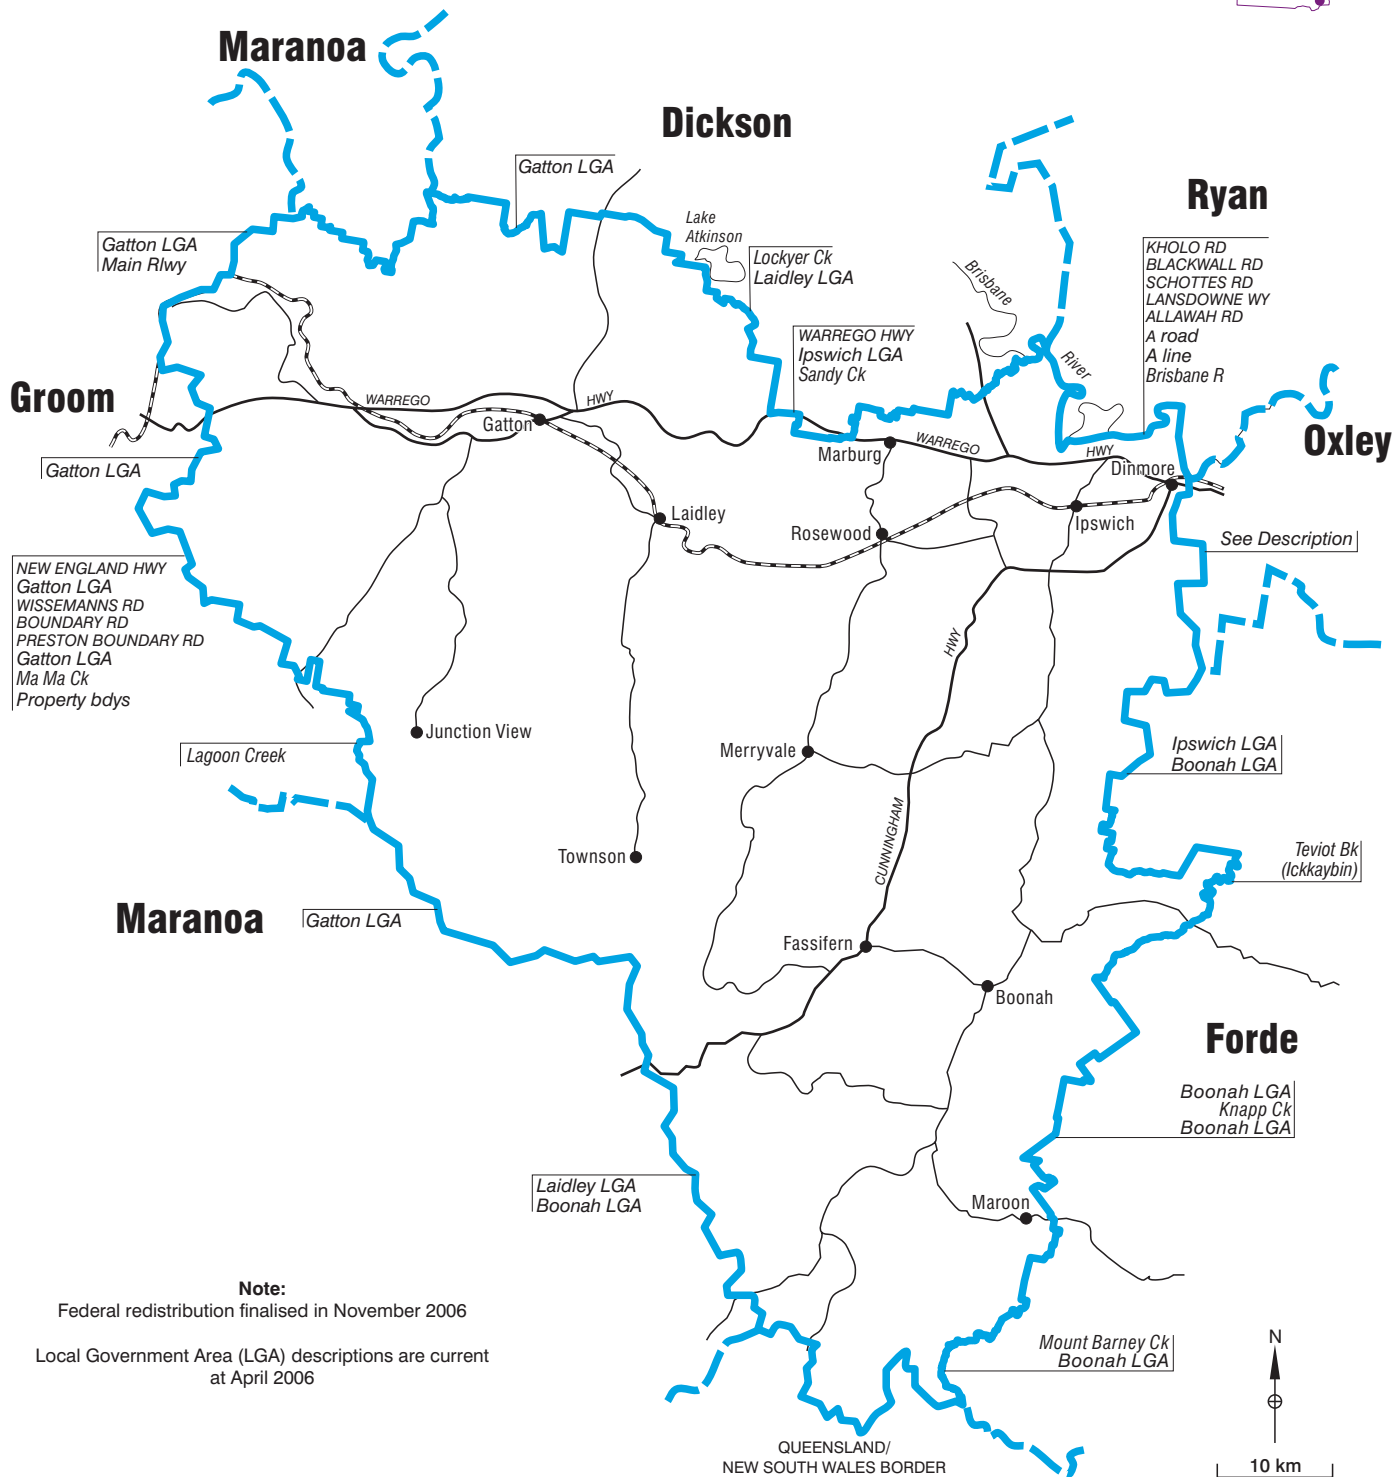 Maranoa
Dickson
Ryan
Groom
Oxley
Maranoa
Forde
Gatton LGA
Gatton LGA
Main Rlwy
Lake
Atkinson
Lockyer Ck
Laidley LGA
WARREGO HWY
Ipswich LGA
Sandy Ck
Brisbane
River
KHOLO RD
BLACKWALL RD
SCHOTTES RD
LANSDOWNE WY
ALLAWAH RD
A road
A line
Brisbane R
WARREGO
HWY
Gatton
Marburg
WARREGO
HWY
Dinmore
Gatton LGA
Laidley
Rosewood
Ipswich
See Description
NEW ENGLAND HWY
Gatton LGA
WISSEMANNS RD
BOUNDARY RD
PRESTON BOUNDARY RD
Gatton LGA
Ma Ma Ck
Property bdys
HWY
Junction View
Lagoon Creek
Merryvale
Ipswich LGA
Boonah LGA
CUNNINGHAM
Townson
Teviot Bk
(Ickkaybin)
Gatton LGA
Fassifern
Boonah
Boonah LGA
Knapp Ck
Boonah LGA
Laidley LGA
Boonah LGA
Maroon
Note:
Federal redistribution finalised in November 2006
Local Government Area (LGA) descriptions are current
at April 2006
Mount Barney Ck
Boonah LGA
N
QUEENSLAND/
NEW SOUTH WALES BORDER
10 km